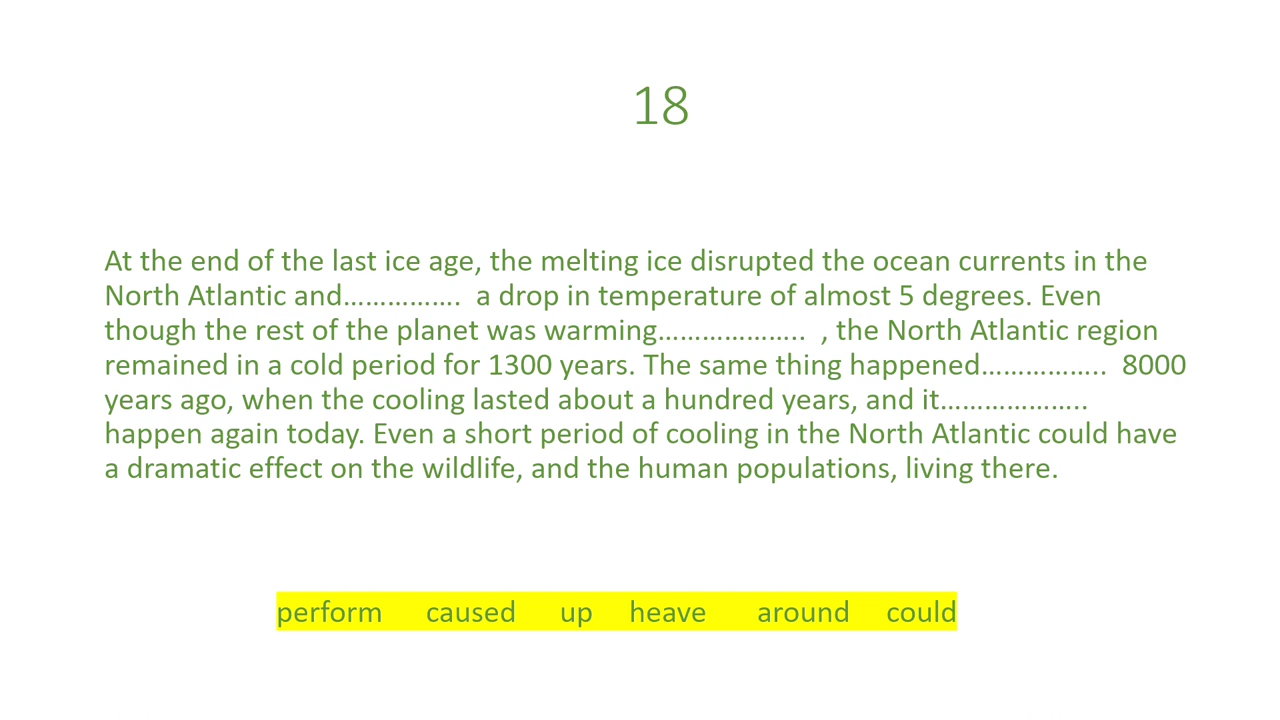 18
At the end of the last ice age, the melting ice disrupted the ocean currents in the
North Atlantic and……………. a drop in temperature of almost 5 degrees. Even
though the rest of the planet was warming……………….. , the North Atlantic region
remained in a cold period for 1300 years. The same thing happened…………….. 8000
years ago, when the cooling lasted about a hundred years, and it………………..
happen again today. Even a short period of cooling in the North Atlantic could have
a dramatic effect on the wildlife, and the human populations, living there.
perform caused up heave around could